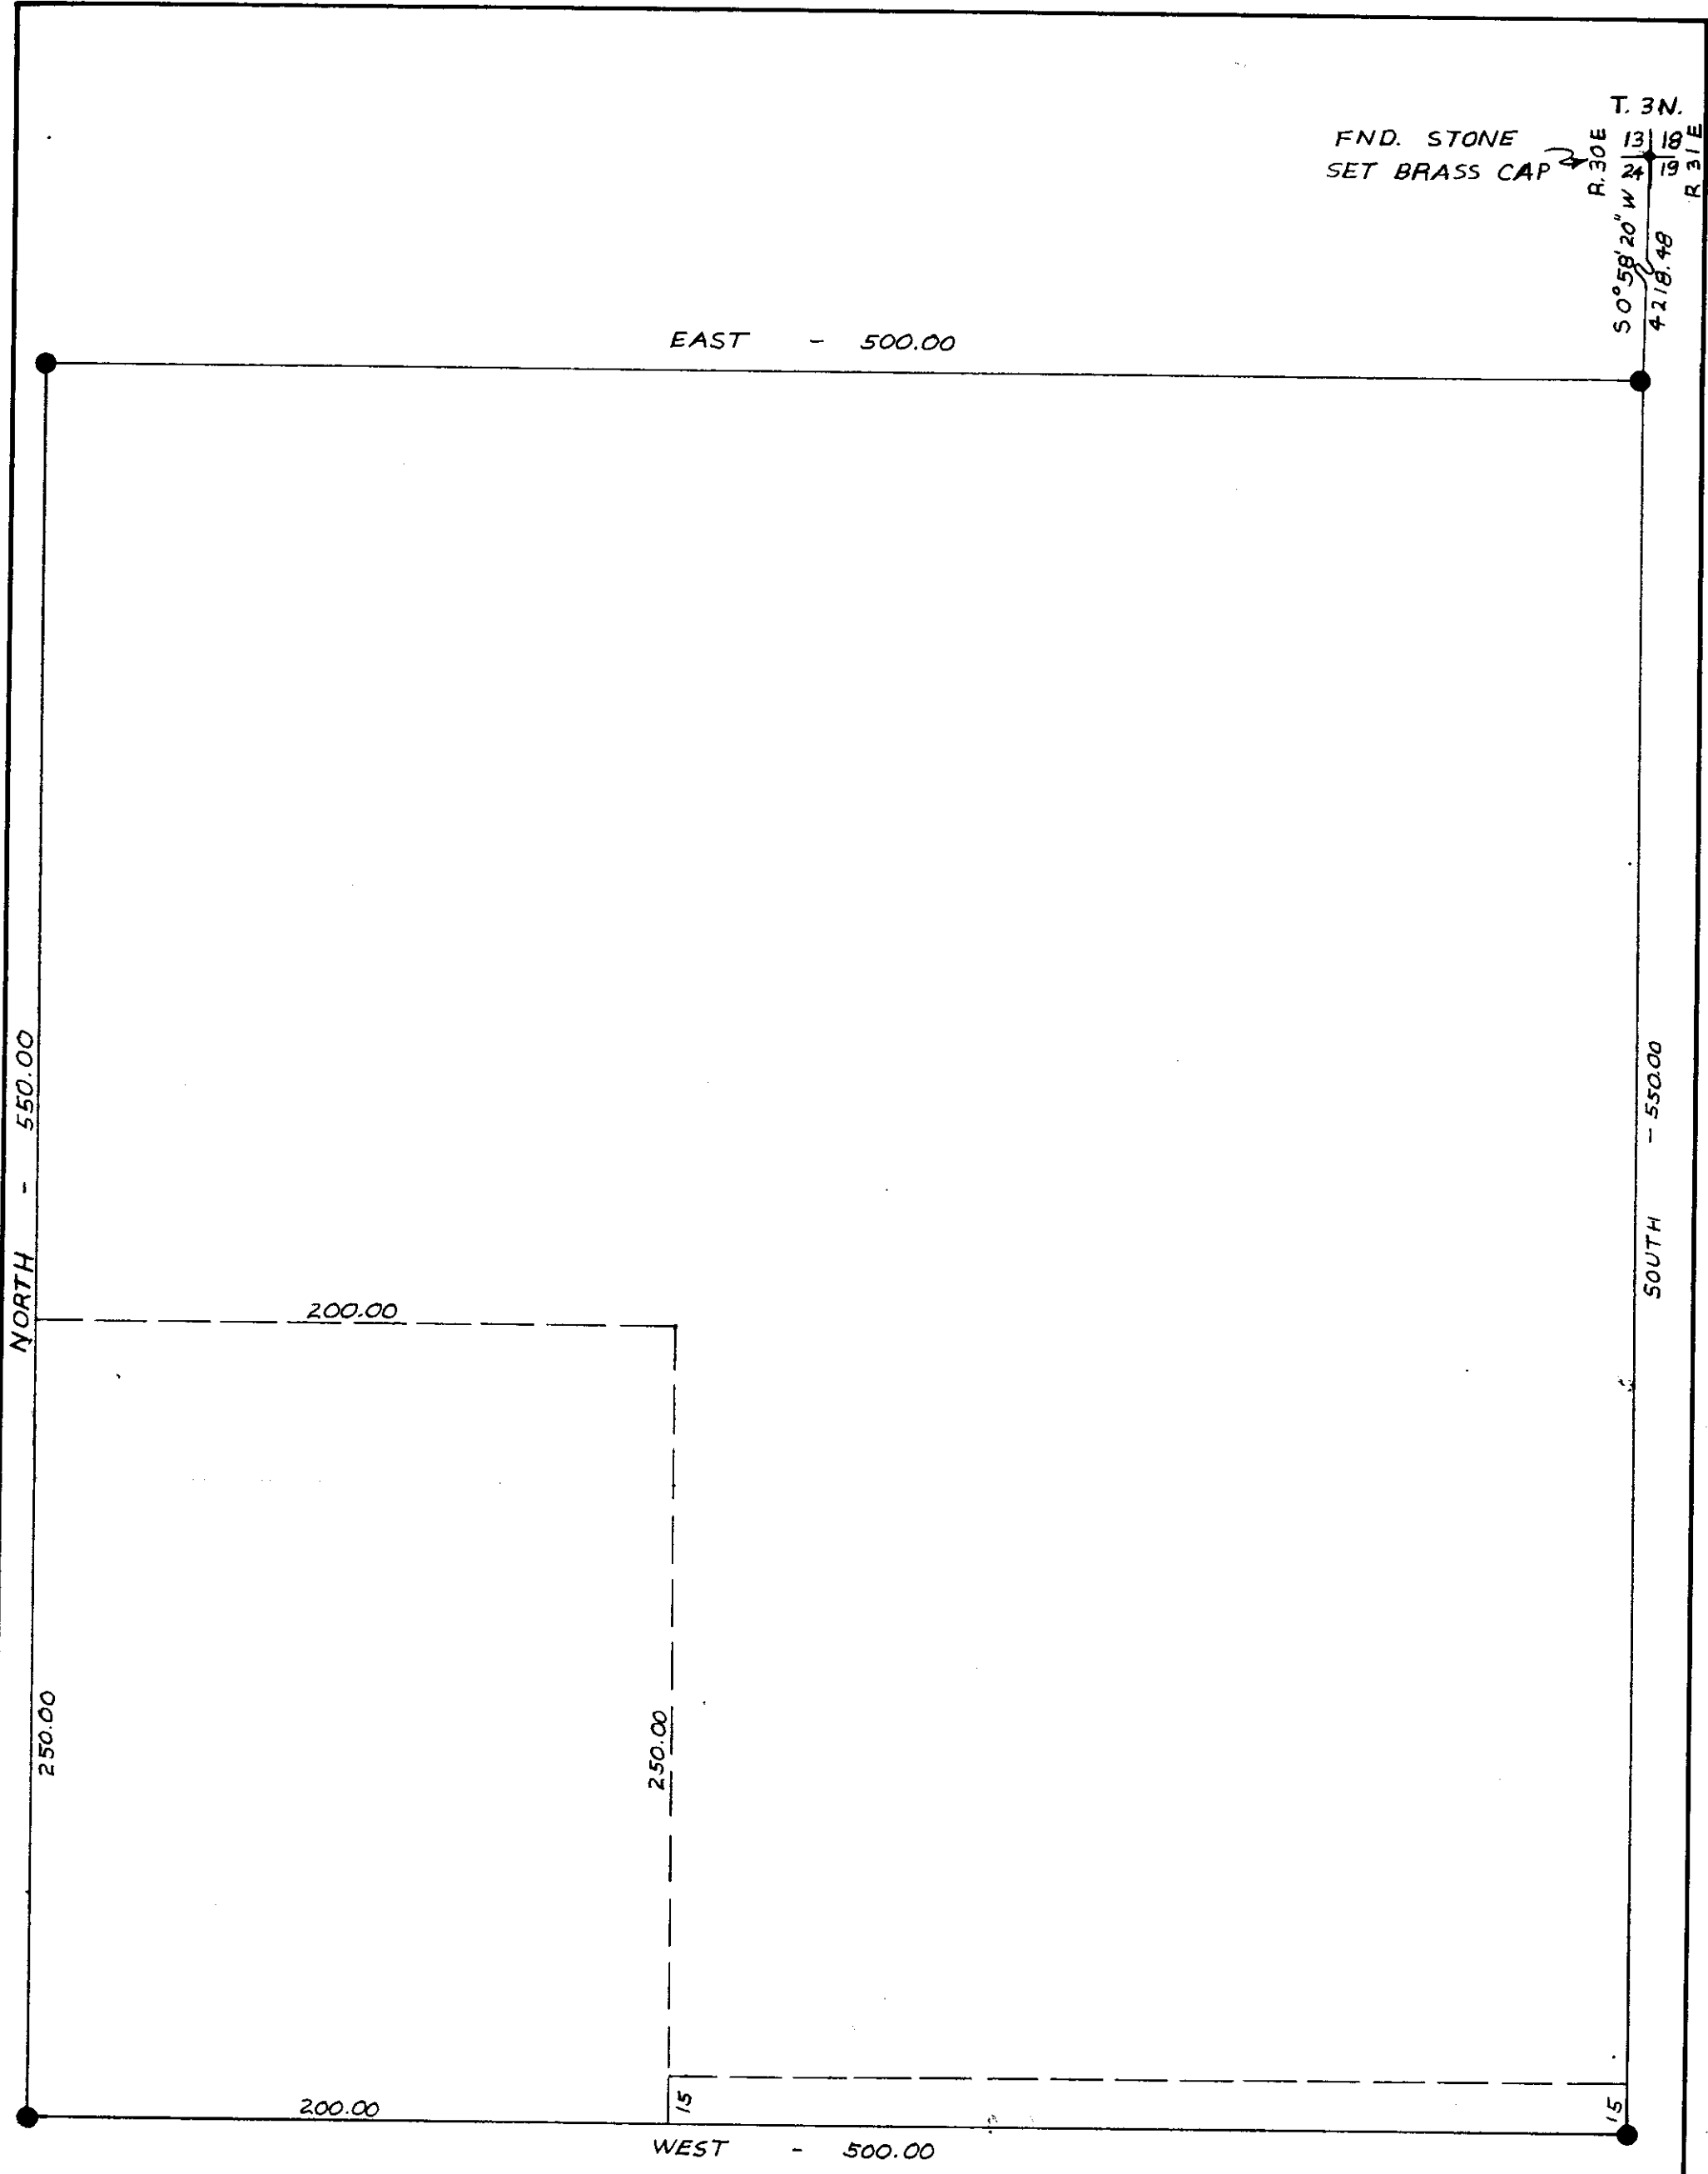 T. 3N.
FND. STONE
SET BRASS CAP
R. 30 E
13 18
24 19
R 31 E
S 0° 58' 20" W
4218.48
EAST - 500.00
NORTH - 550.00
SOUTH - 550.00
200.00
250.00
250.00
200.00
15
15
WEST - 500.00